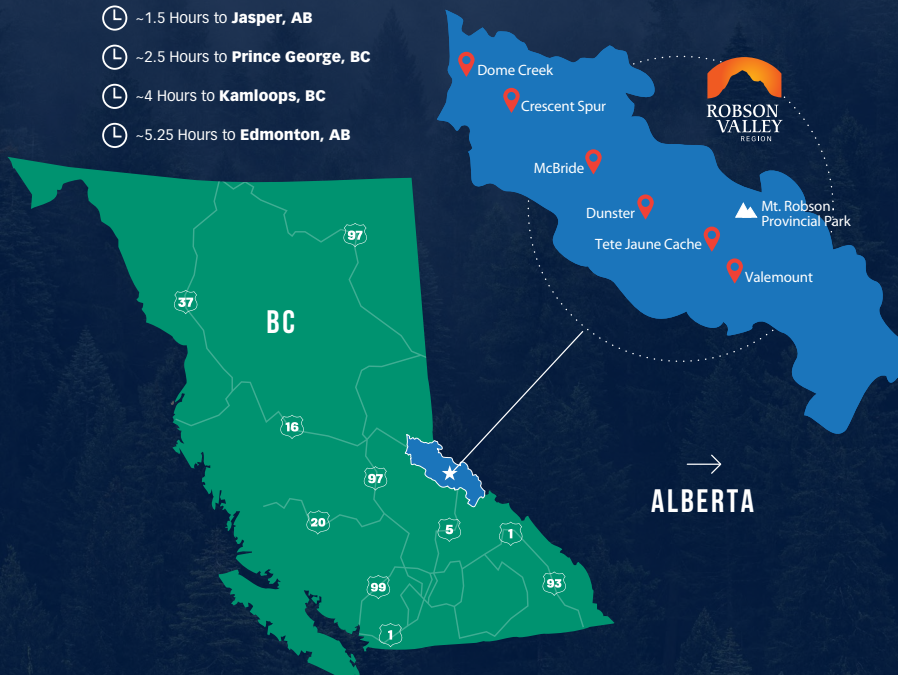 ~1.5 Hours to Jasper, AB
~2.5 Hours to Prince George, BC
~4 Hours to Kamloops, BC
~5.25 Hours to Edmonton, AB
Dome Creek
Crescent Spur
ROBSON
VALLEY
REGION
McBride
Dunster
Mt. Robson
Provincial Park
Tete Jaune Cache
Valemount
97
37
BC
16
97
20
5
1
99
93
1
ALBERTA